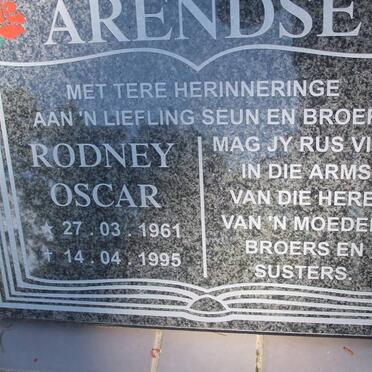 ARENDSE
MET TERE HERINNERINGE
AAN 'N LIEFLING SEUN EN BROER
RODNEY
OSCAR
★ 27 . 03 . 1961
✝ 14 . 04 . 1995
MAG JY RUS
IN DIE ARMS
VAN DIE HERE
VAN 'N MOEDER
BROERS EN
SUSTERS